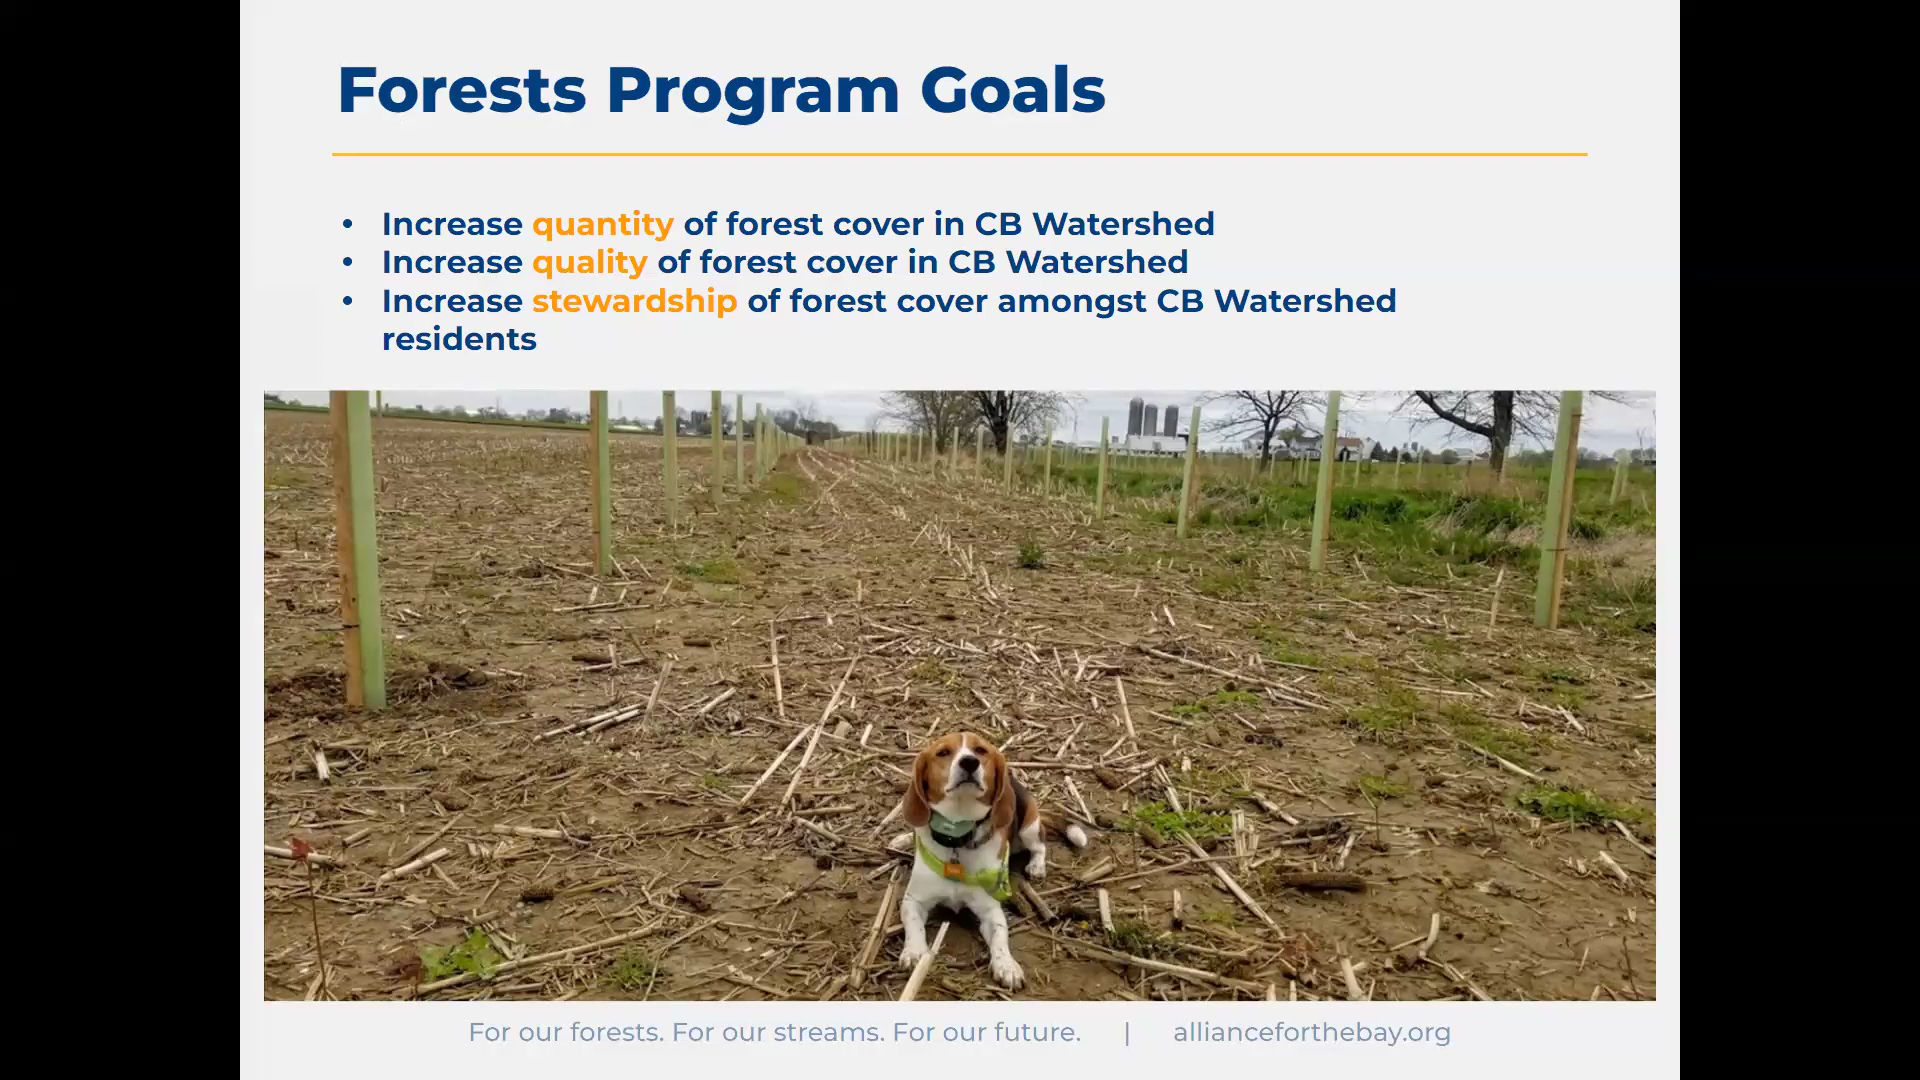 Forests Program Goals
• Increase quantity of forest cover in CB Watershed
• Increase quality of forest cover in CB Watershed
• Increase stewardship of forest cover amongst CB Watershed
residents
For our forests. For our streams. For our future. | allianceforthebay.org